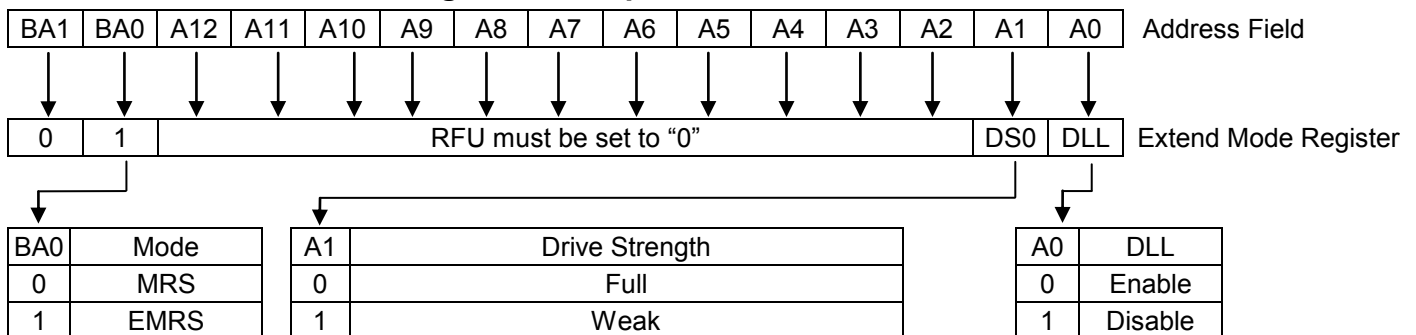 BA1 BA0 A12 A11 A10 A9 A8 A7 A6 A5 A4 A3 A2 A1 A0 Address Field
0 1 RFU must be set to “0” DS0 DLL Extend Mode Register
BA0 Mode A1 Drive Strength A0 DLL
0 MRS 0 Full 0 Enable
1 EMRS 1 Weak 1 Disable